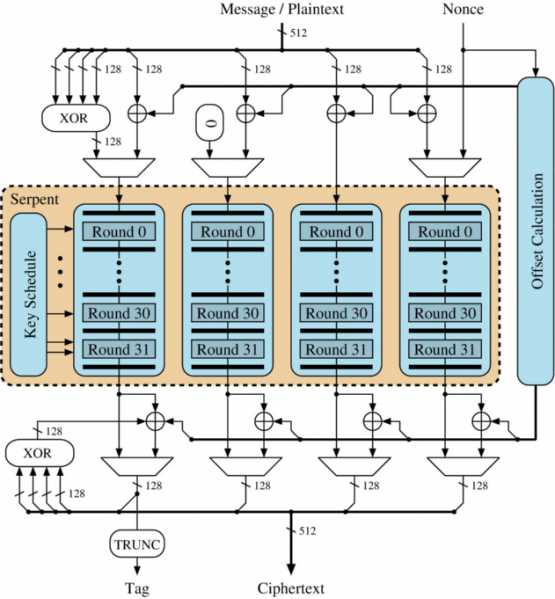 Message / Plaintext
Nonce
512
128
128
128
128
128
XOR
128
0
Serpent
Key Schedule
Round 0
Round 0
Round 0
Round 0
Round 30
Round 30
Round 30
Round 30
Round 31
Round 31
Round 31
Round 31
Offset Calculation
128
XOR
128
128
128
128
128
512
TRUNC
Tag
Ciphertext